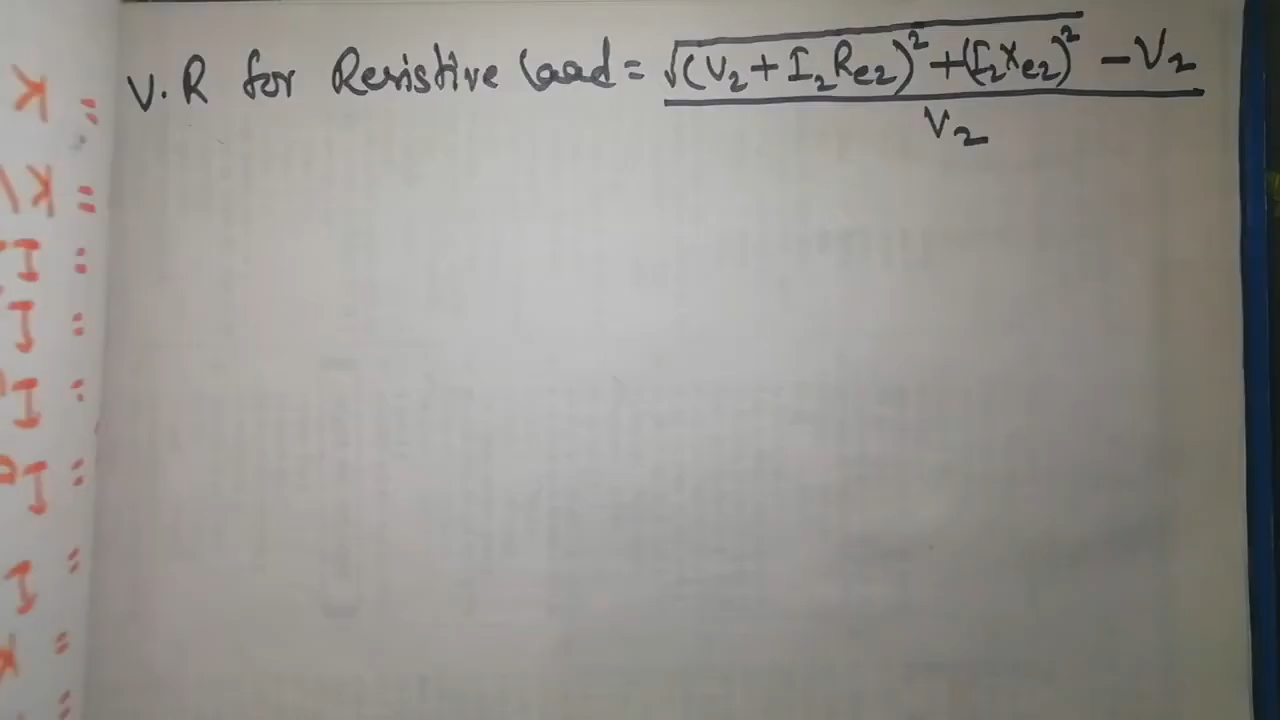 V.R for Resistive Load = √((V₂ + I₂Re₂)² + (I₂Xe₂)²) - V₂ / V₂